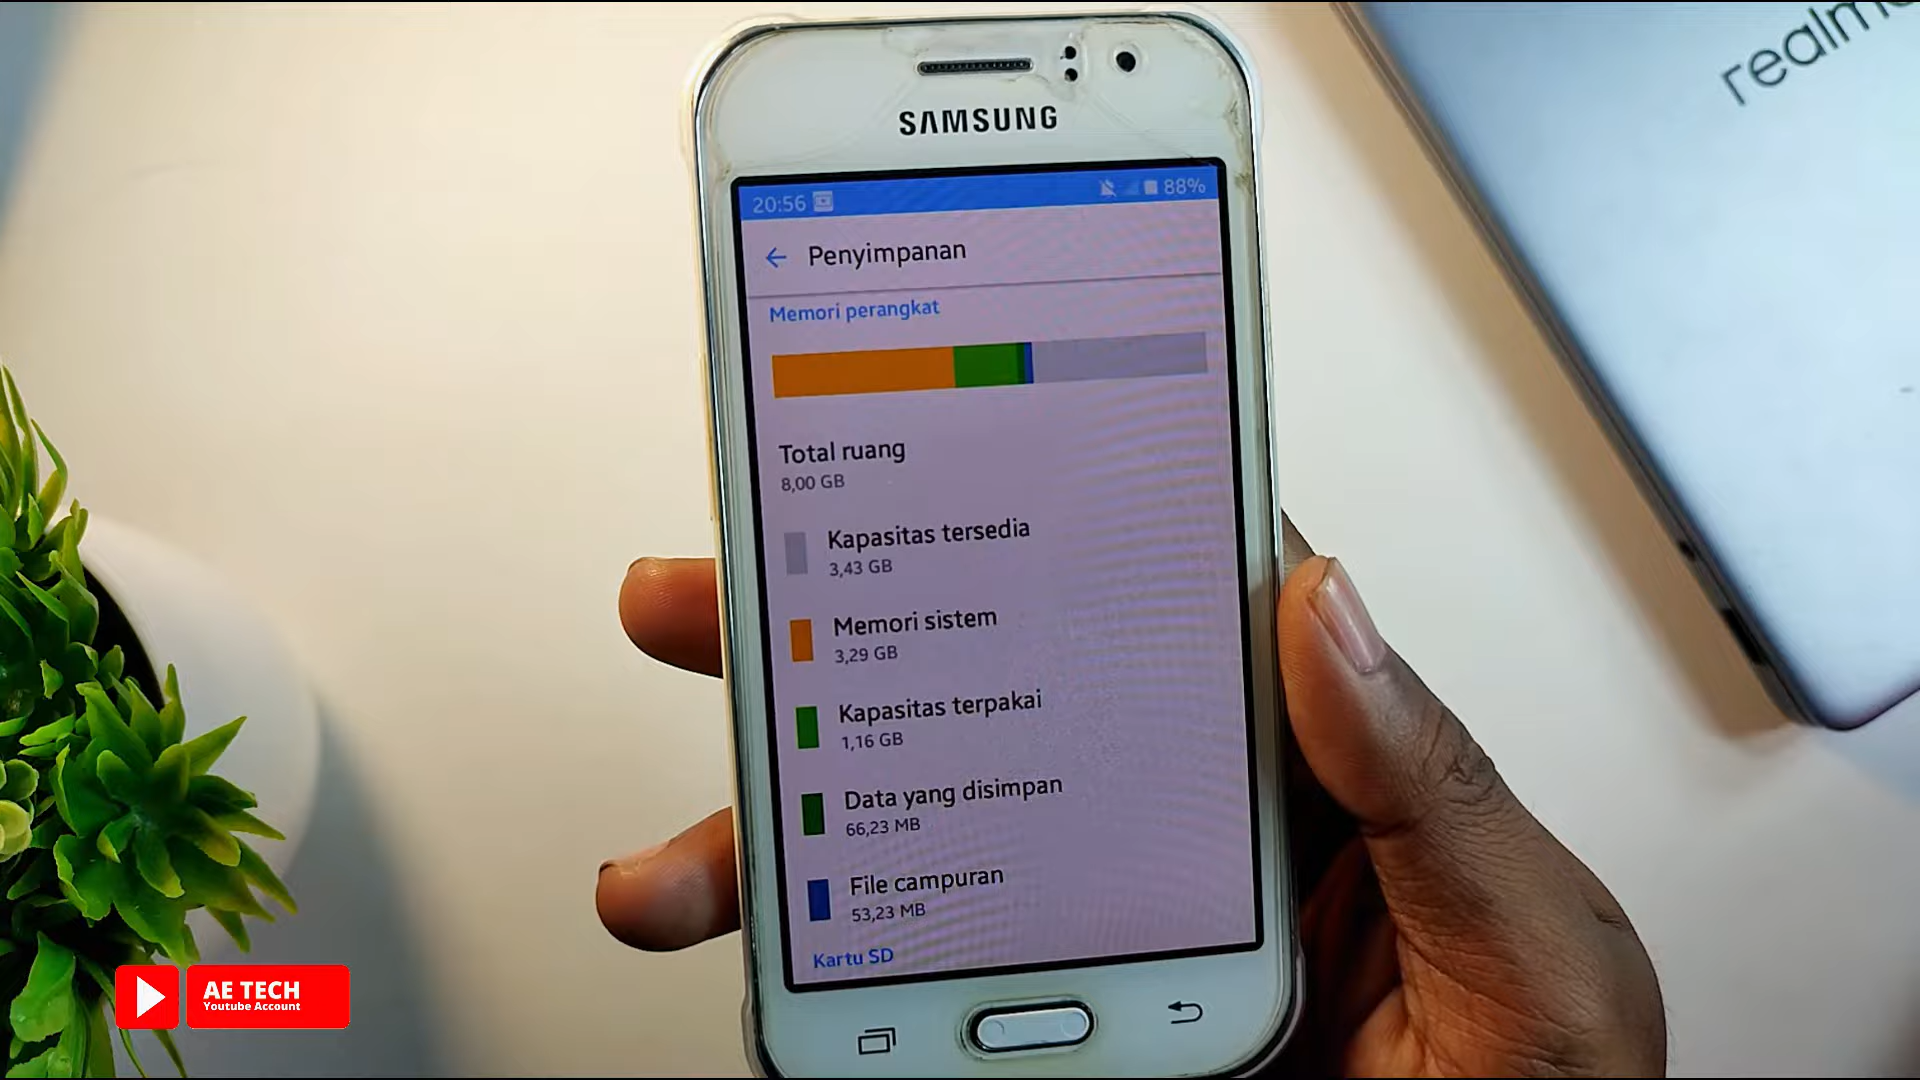 realme
SAMSUNG
20:56
88%
Penyimpanan
Memori perangkat
Total ruang
8,00 GB
Kapasitas tersedia
3,43 GB
Memori sistem
3,29 GB
Kapasitas terpakai
1,16 GB
Data yang disimpan
66,23 MB
File campuran
53,23 MB
Kartu SD
AE TECH
Youtube Account